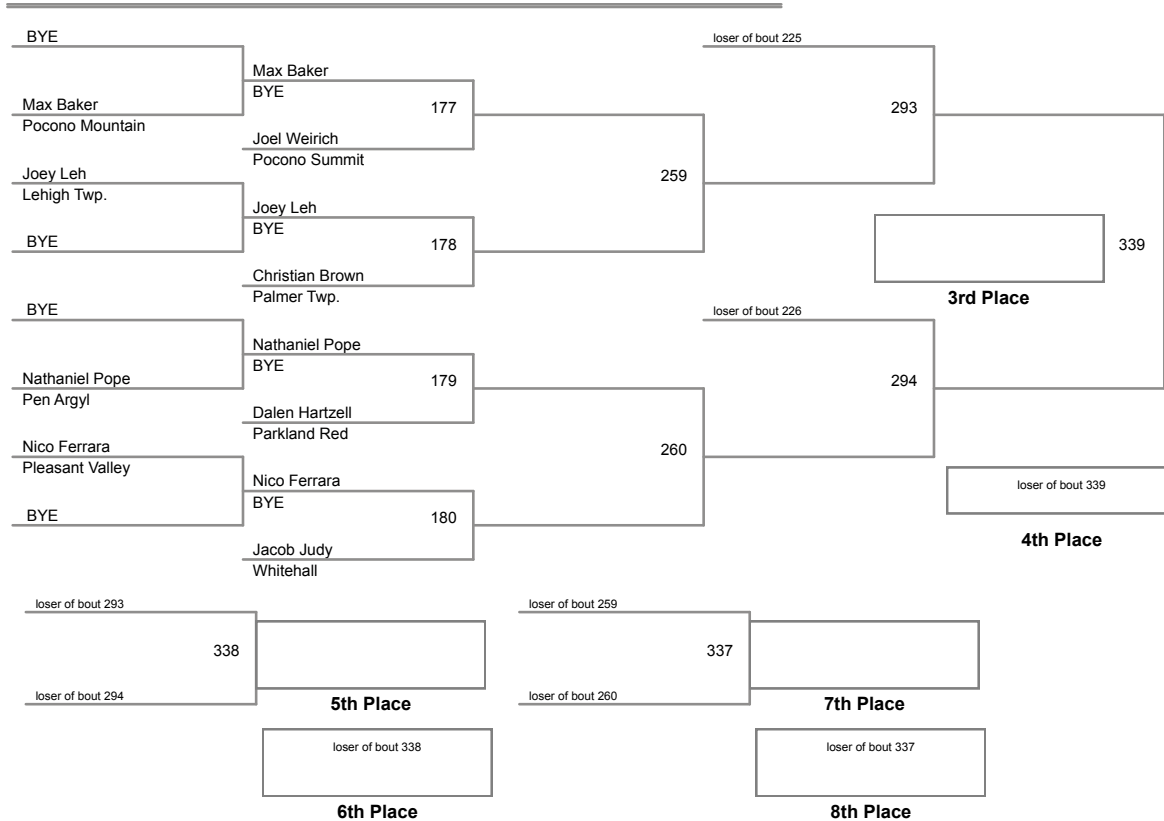 BYE
Max Baker
Pocono Mountain
Joey Leh
Lehigh Twp.
BYE
BYE
Nathaniel Pope
Pen Argyl
Nico Ferrara
Pleasant Valley
BYE
Max Baker
BYE
177
Joel Weirich
Pocono Summit
Joey Leh
BYE
178
Christian Brown
Palmer Twp.
Nathaniel Pope
BYE
179
Dalen Hartzell
Parkland Red
Nico Ferrara
BYE
180
Jacob Judy
Whitehall
259
260
loser of bout 225
293
loser of bout 226
294
339
3rd Place
loser of bout 339
4th Place
loser of bout 293
338
loser of bout 294
5th Place
loser of bout 338
6th Place
loser of bout 259
337
loser of bout 260
7th Place
loser of bout 337
8th Place